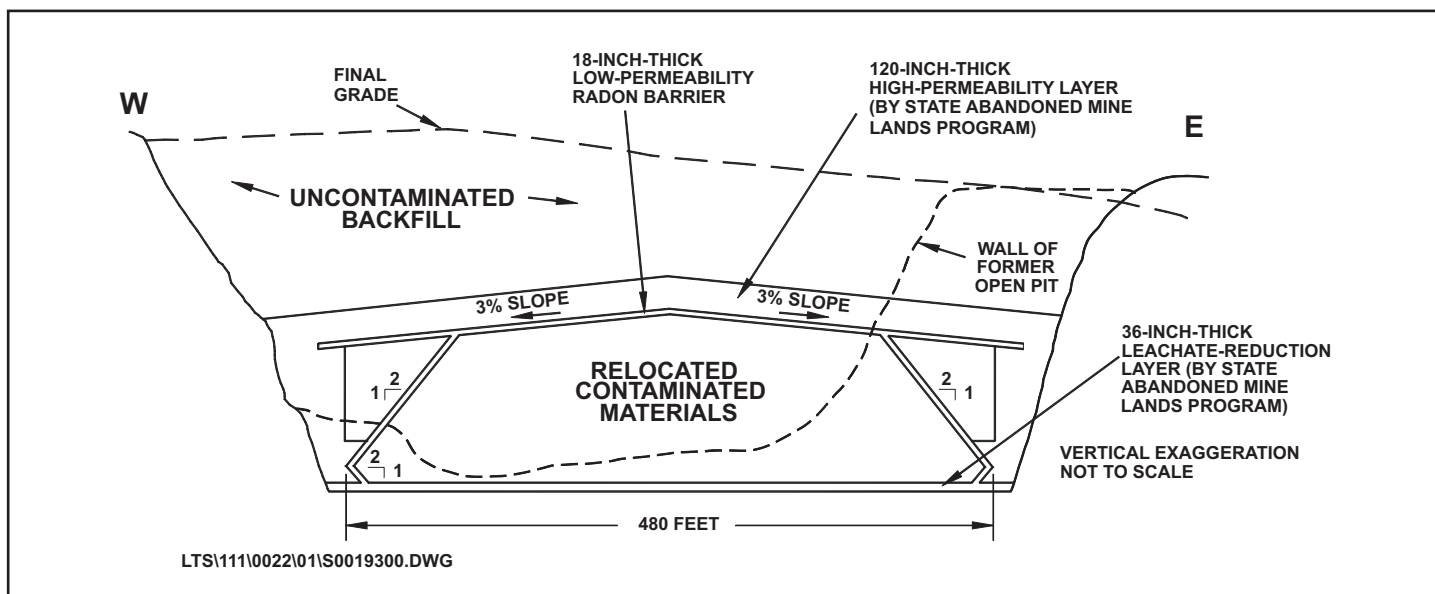 W
FINAL
GRADE
18-INCH-THICK
LOW-PERMEABILITY
RADON BARRIER
120-INCH-THICK
HIGH-PERMEABILITY LAYER
(BY STATE ABANDONED MINE
LANDS PROGRAM)
E
UNCONTAMINATED
BACKFILL
WALL OF
FORMER
OPEN PIT
3% SLOPE
3% SLOPE
36-INCH-THICK
LEACHATE-REDUCTION
LAYER (BY STATE
ABANDONED MINE
LANDS PROGRAM)
RELOCATED
CONTAMINATED
MATERIALS
2
1
2
1
2
1
VERTICAL EXAGGERATION
NOT TO SCALE
480 FEET
LTS\111\0022\01\S0019300.DWG